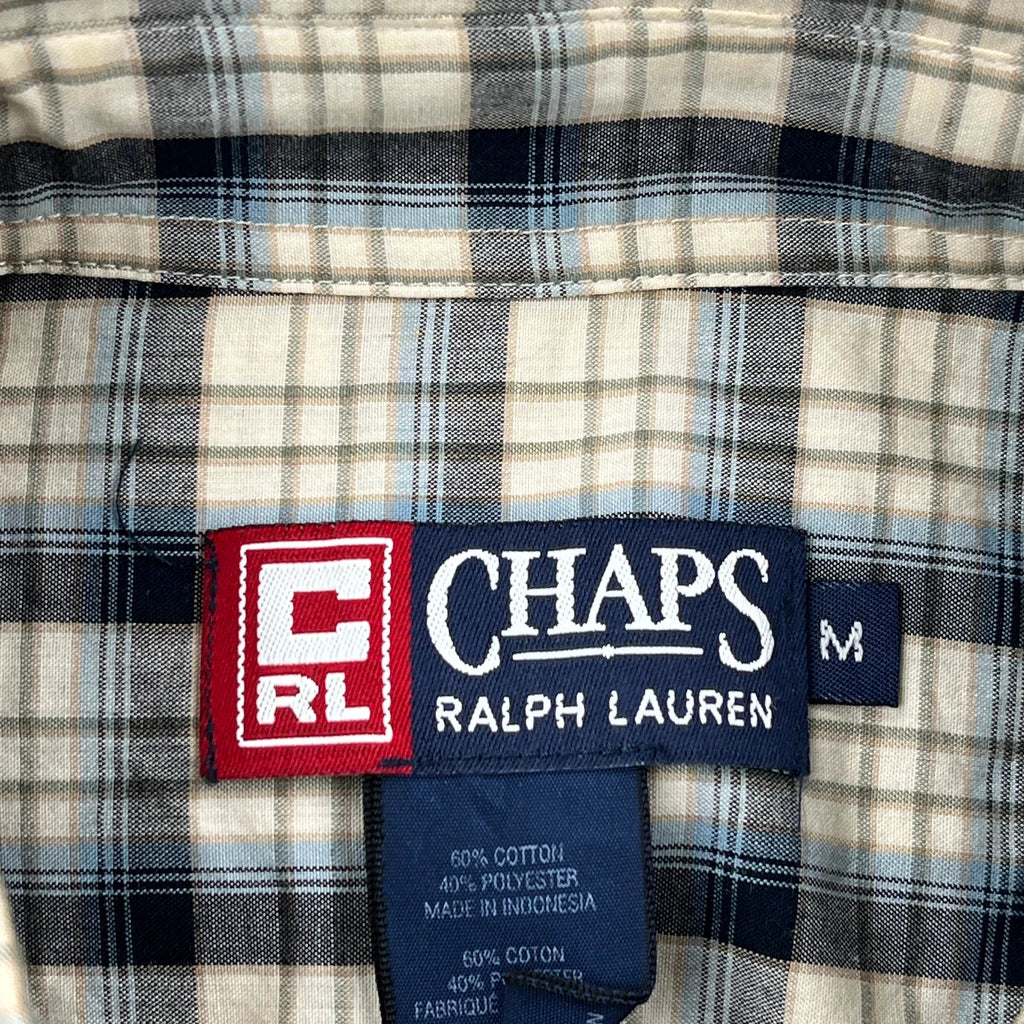 C
RL
CHAPS
RALPH LAUREN
M
60% COTTON
40% POLYESTER
MADE IN INDONESIA
60% COTON
40%
FABRIQUÉ